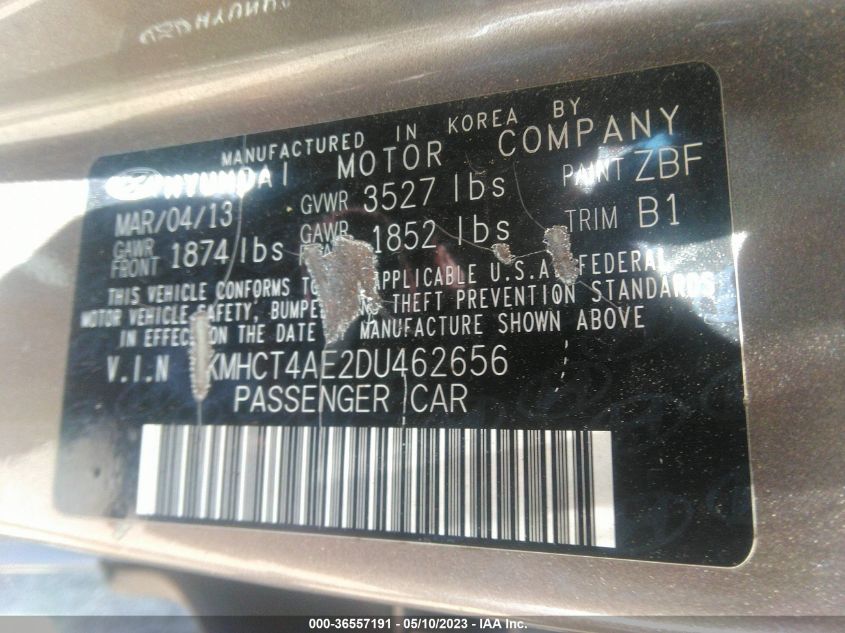 MANUFACTURED IN KOREA BY
HYUNDAI MOTOR COMPANY
MAR/04/13 GVWR 3527 lbs PAINT ZBF
GAWR FRONT 1874 lbs GAWR 1852 lbs TRIM B1
THIS VEHICLE CONFORMS TO APPLICABLE U.S.A. FEDERAL
MOTOR VEHICLE SAFETY, THEFT PREVENTION STANDARDS
IN EFFECT ON THE DATE MANUFACTURE SHOWN ABOVE
V.I.N KMHCT4AE2DU462656
PASSENGER CAR
000-36557191 - 05/10/2023 - IAA Inc.